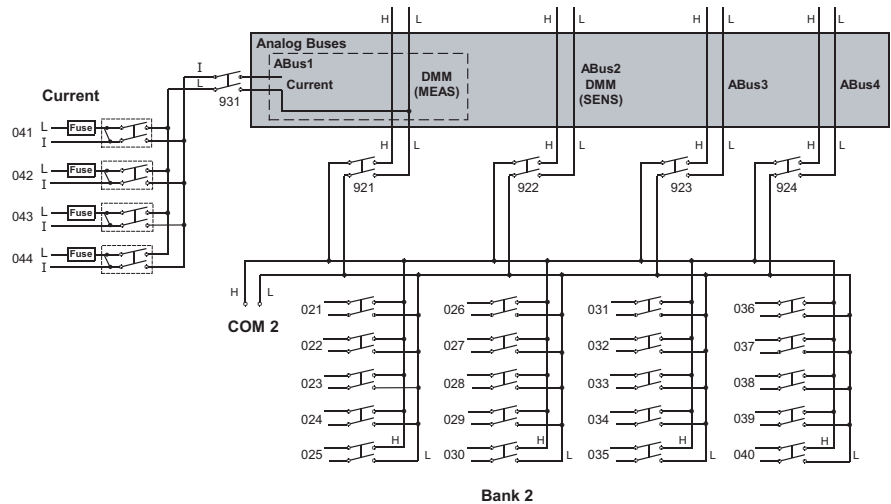 H L H L H L H L
Analog Buses
ABus1
Current
DMM
(MEAS)
ABus2
DMM
(SENS)
ABus3
ABus4
I
L
931
Current
041 L Fuse
I
042 L Fuse
I
043 L Fuse
I
044 L Fuse
I
H L H L H L H L
921 922 923 924
H L
COM 2
021 026 031 036
022 027 032 037
023 028 033 038
024 029 034 039
H H H H
025 L 030 L 035 L 040 L
Bank 2